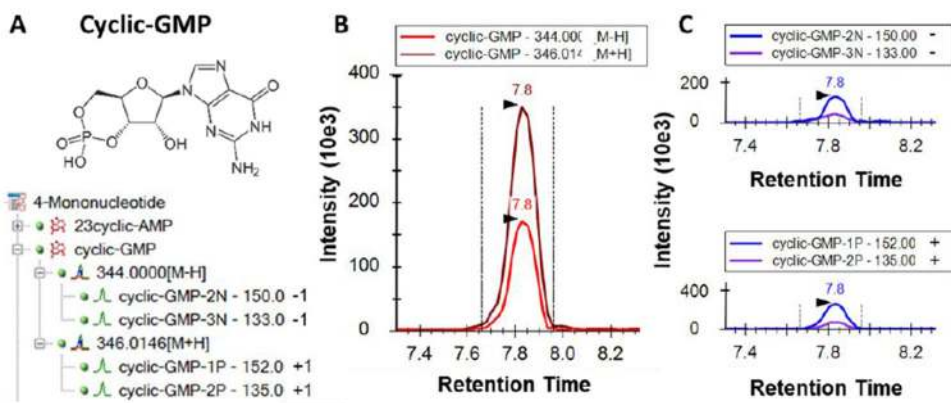 A Cyclic-GMP
N
N
O
O
O
O
P
O
HO
OH
N
N
NH
NH₂
4-Mononucleotide
23cyclic-AMP
cyclic-GMP
344.0000[M-H]
cyclic-GMP-2N - 150.0 -1
cyclic-GMP-3N - 133.0 -1
346.0146[M+H]
cyclic-GMP-1P - 152.0 +1
cyclic-GMP-2P - 135.0 +1
B
cyclic-GMP - 344.000 [M-H]
cyclic-GMP - 346.014 [M+H]
Intensity (10e3)
400
300
200
100
0
7.8
7.8
7.4 7.6 7.8 8.0 8.2
Retention Time
C
cyclic-GMP-2N - 150.00 -
cyclic-GMP-3N - 133.00 -
200
0
7.8
7.4 7.8 8.2
Retention Time
Intensity (10e3)
cyclic-GMP-1P - 152.00 +
cyclic-GMP-2P - 135.00 +
400
0
7.8
7.4 7.8 8.2
Retention Time